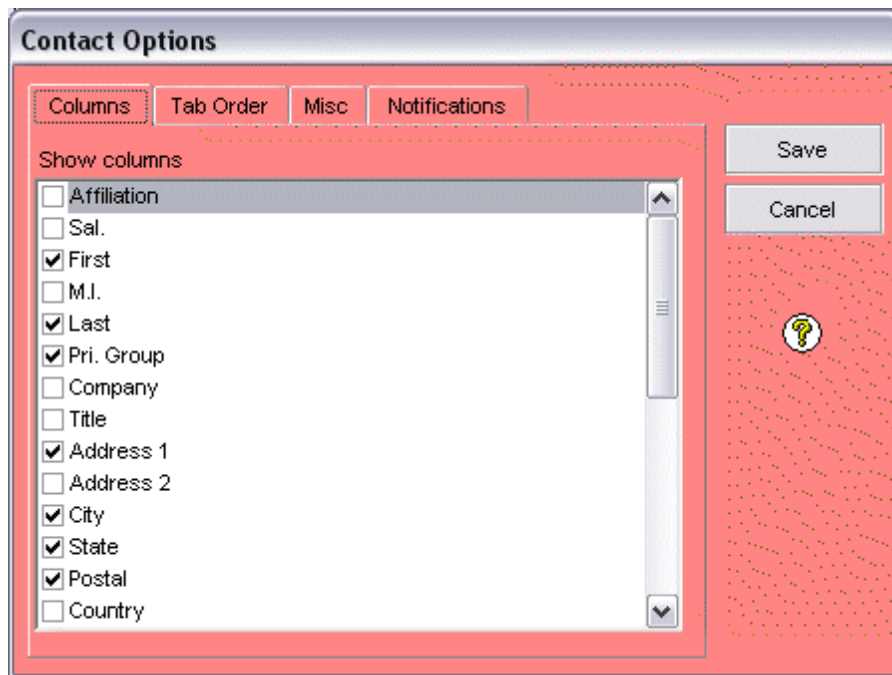 Contact Options
Columns Tab Order Misc Notifications
Show columns
Affiliation
Sal.
First
M.I.
Last
Pri. Group
Company
Title
Address 1
Address 2
City
State
Postal
Country
Save
Cancel
?